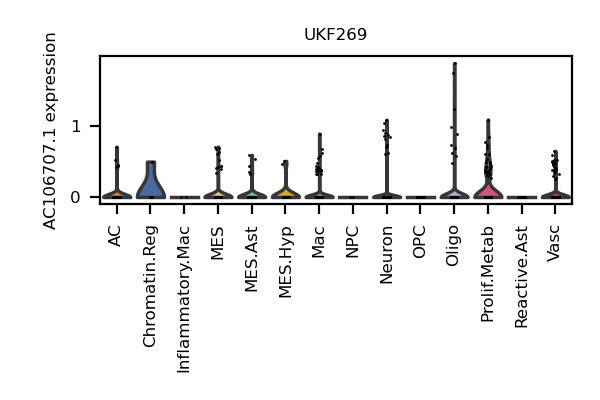 UKF269
AC106707.1 expression
1
0
AC
Chromatin.Reg
Inflammatory.Mac
MES
MES.Ast
MES.Hyp
Mac
NPC
Neuron
OPC
Oligo
Prolif.Metab
Reactive.Ast
Vasc